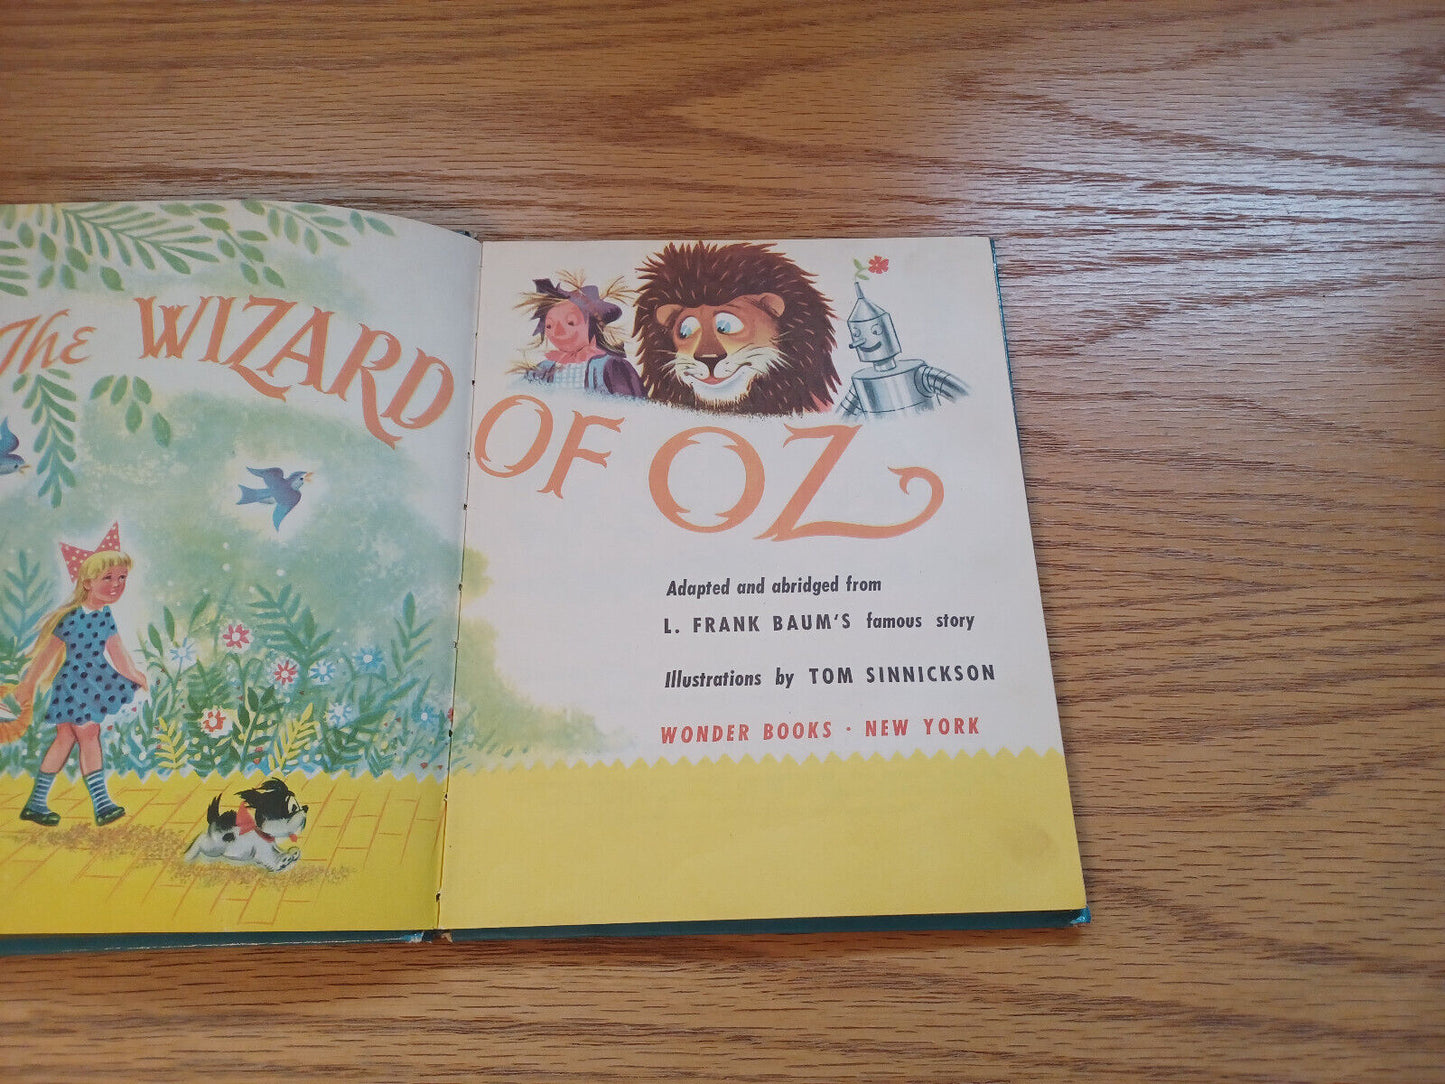 The WIZARD OF OZ
Adapted and abridged from
L. FRANK BAUM'S famous story
Illustrations by TOM SINNICKSON
WONDER BOOKS · NEW YORK